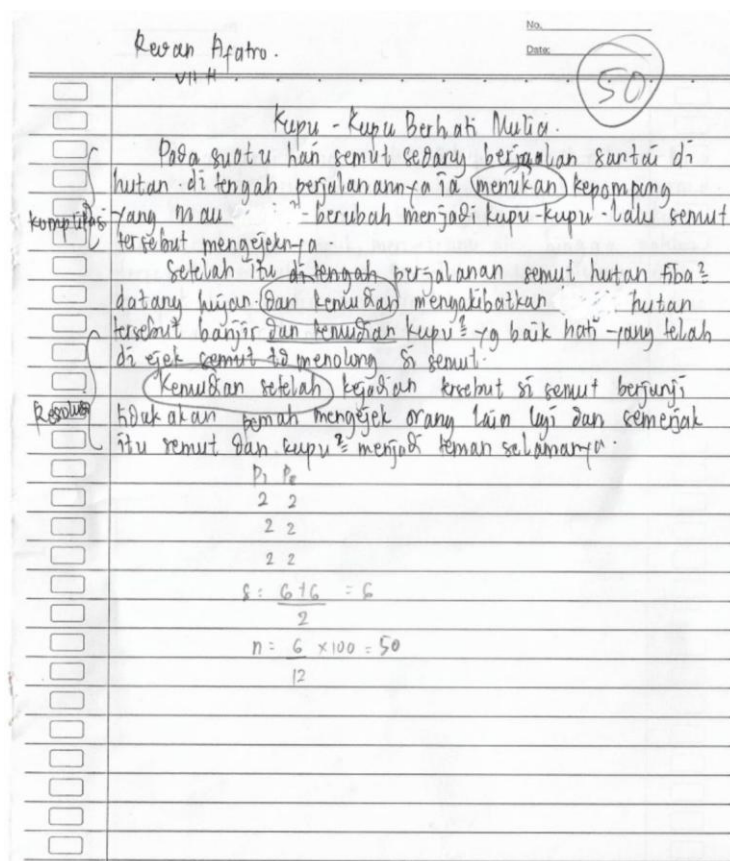 No.
Date:
Revan Afatro.
VII H
50
Kupu - Kupu Berhati Mulia.
Pada suatu hari semut sedang berjaalan santai di
hutan. di tengah perjalanannya ia menukan kepompong
komplikasi yang mau berubah menjadi kupu-kupu. lalu semut
tersebut mengejeknya.
Setelah itu ditengah perjalanan semut hutan tiba²
datang hujan. dan kemudian mengakibatkan hutan
tersebut banjir dan kemudian kupu² yg baik hati yang telah
di ejek semut td menolong si semut.
Kemudian setelah kejadian tersebut si semut berjunji
Resolusi tidak akan pernah mengejek orang lain lagi dan semenjak
itu semut dan kupu² menjadi teman selamanya.
P1 P2
2 2
2 2
2 2
s = 6+6 = 6
2
n = 6 x100 = 50
12